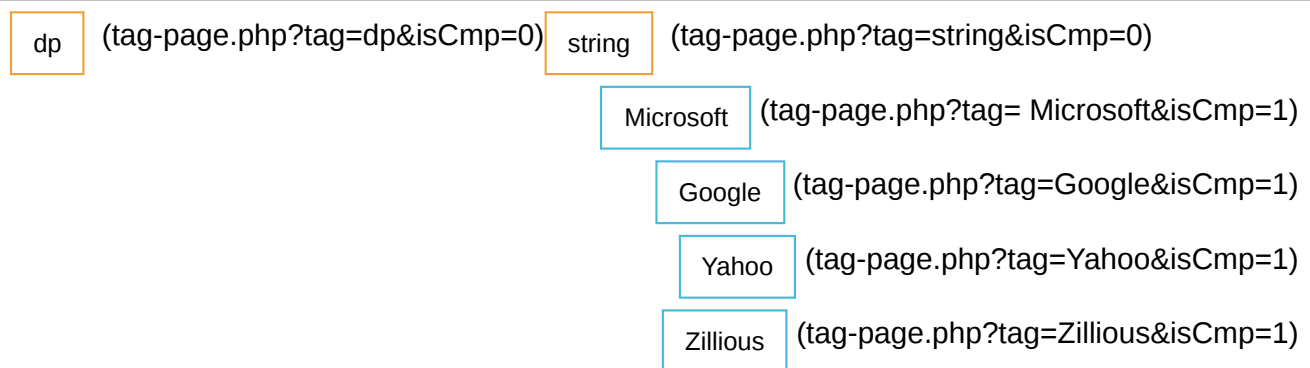 dp (tag-page.php?tag=dp&isCmp=0) string (tag-page.php?tag=string&isCmp=0)
Microsoft (tag-page.php?tag= Microsoft&isCmp=1)
Google (tag-page.php?tag=Google&isCmp=1)
Yahoo (tag-page.php?tag=Yahoo&isCmp=1)
Zillious (tag-page.php?tag=Zillious&isCmp=1)